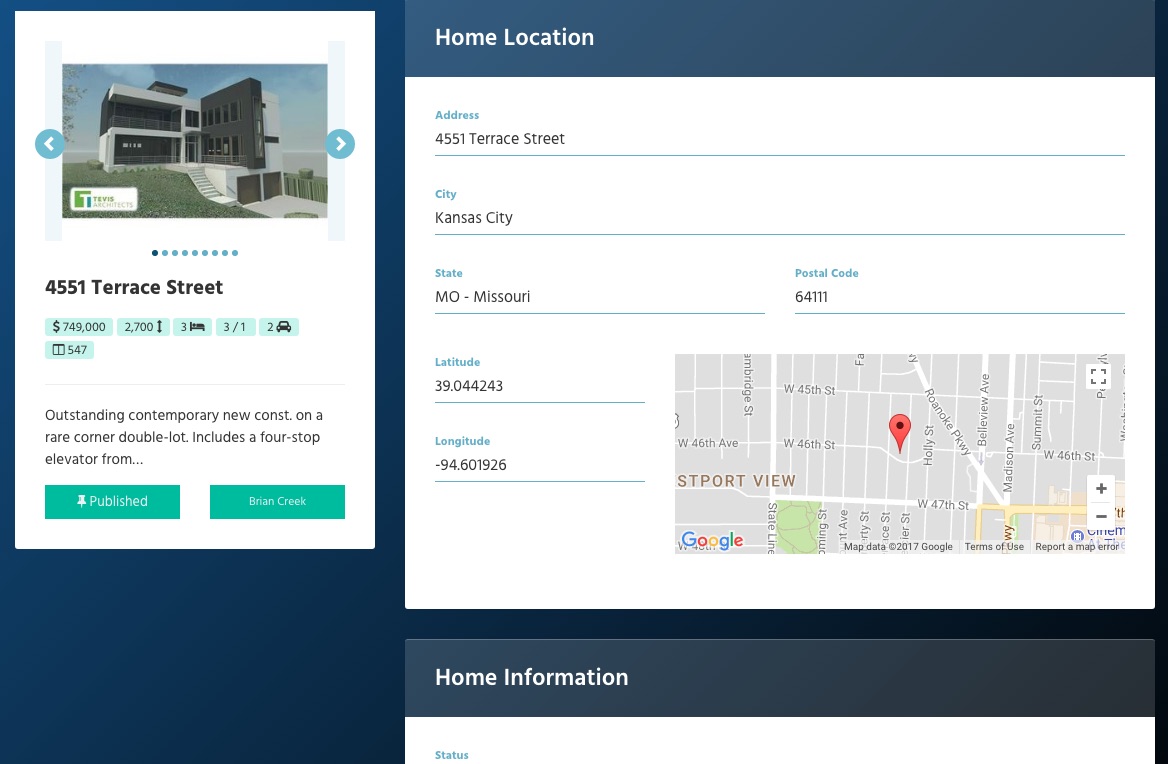 TEVIS
ARCHITECTS
4551 Terrace Street
$ 749,000 2,700 3 3 / 1 2
547
Outstanding contemporary new const. on a
rare corner double-lot. Includes a four-stop
elevator from...
Published
Brian Creek
Home Location
Address
4551 Terrace Street
City
Kansas City
State
MO - Missouri
Postal Code
64111
Latitude
39.044243
Longitude
-94.601926
W 45th St
Roanoke Pkwy
Belleview Ave
Summit St
Holly St
Madison Ave
W 46th Ave
W 46th St
W 46th St
STPORT VIEW
W 47th St
State Line
Google
Map data ©2017 Google
Terms of Use
Report a map error
Home Information
Status